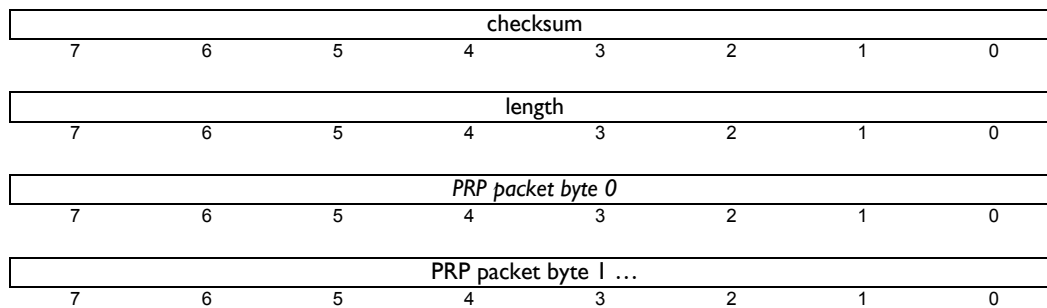 checksum
7 6 5 4 3 2 1 0
length
7 6 5 4 3 2 1 0
PRP packet byte 0
7 6 5 4 3 2 1 0
PRP packet byte 1 …
7 6 5 4 3 2 1 0